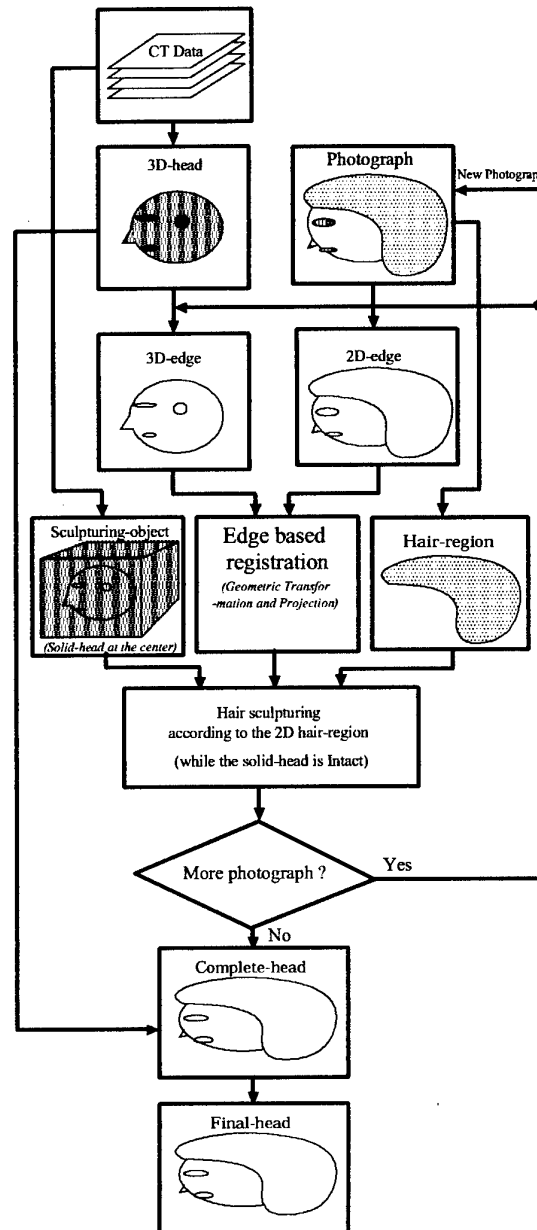 CT Data
3D-head
Photograph
New Photograph
3D-edge
2D-edge
Sculpturing-object
(Solid-head at the center)
Edge based
registration
(Geometric Transfor
-mation and Projection)
Hair-region
Hair sculpturing
according to the 2D hair-region
(while the solid-head is Intact)
More photograph ?
Yes
No
Complete-head
Final-head